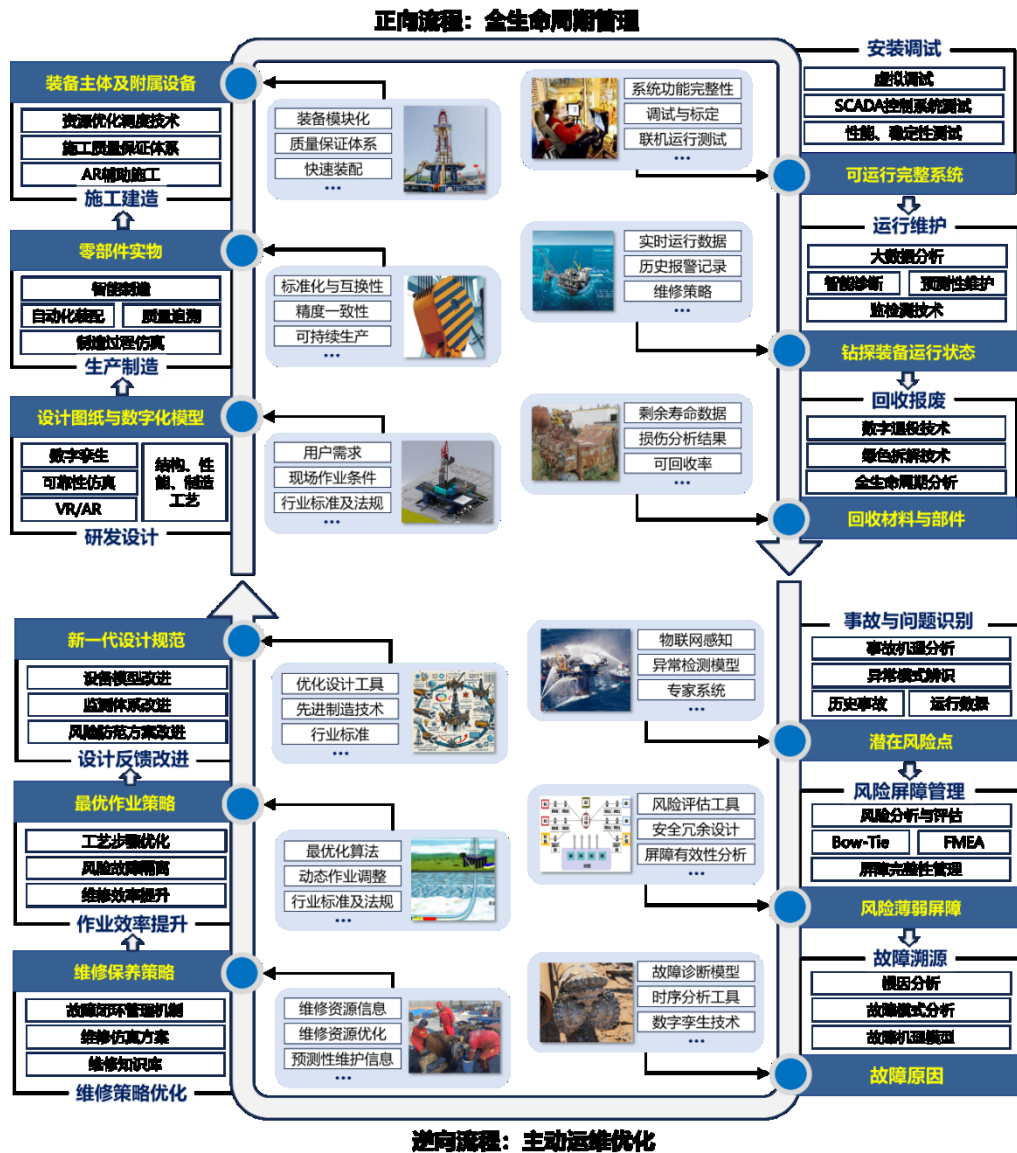 正向流程：全生命周期管理
装备主体及附属设备
资源优化调度技术
施工质量保证体系
AR辅助施工
施工建造
零部件实物
智能制造
自动化装配
质量追溯
制造过程仿真
生产制造
设计图纸与数字化模型
数字孪生
可靠性仿真
VR/AR
结构、性
能、制造
工艺
研发设计
装备模块化
质量保证体系
快速装配
•••
标准化与互换性
精度一致性
可持续生产
•••
用户需求
现场作业条件
行业标准及法规
•••
系统功能完整性
调试与标定
联机运行测试
•••
实时运行数据
历史报警记录
维修策略
•••
剩余寿命数据
损伤分析结果
可回收率
•••
安装调试
虚拟调试
SCADA控制系统测试
性能、稳定性测试
可运行完整系统
运行维护
大数据分析
智能诊断
预测性维护
监检测技术
钻探装备运行状态
回收报废
数字退役技术
绿色拆解技术
全生命周期分析
回收材料与部件
新一代设计规范
设备模型改进
监测体系改进
风险防范方案改进
设计反馈改进
最优作业策略
工艺步骤优化
风险故障隔离
维修效率提升
作业效率提升
维修保养策略
故障闭环管理机制
维修仿真方案
维修知识库
维修策略优化
优化设计工具
先进制造技术
行业标准
•••
最优化算法
动态作业调整
行业标准及法规
•••
维修资源信息
维修资源优化
预测性维护信息
•••
物联网感知
异常检测模型
专家系统
•••
风险评估工具
安全冗余设计
屏障有效性分析
•••
故障诊断模型
时序分析工具
数字孪生技术
•••
事故与问题识别
事故机理分析
异常模式辨识
历史事故
运行数据
潜在风险点
风险屏障管理
风险分析与评估
Bow-Tie
FMEA
屏障完整性管理
风险薄弱屏障
故障溯源
根因分析
故障模式分析
故障机理模型
故障原因
逆向流程：主动运维优化